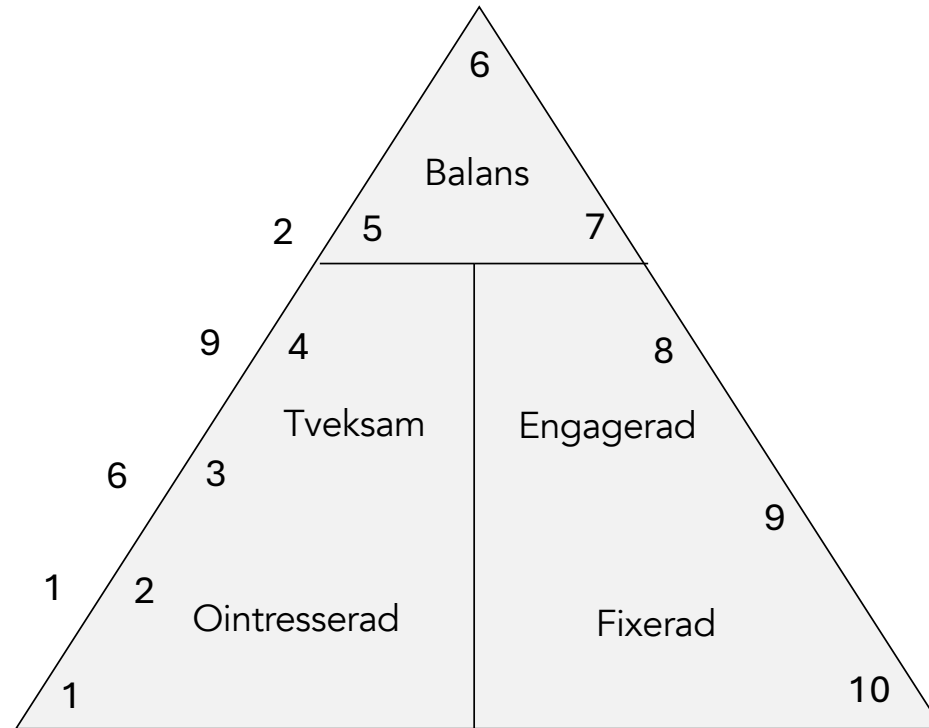 6
Balans
2 5 7
9 4 8
Tveksam Engagerad
6 3
9
1 2
Ointresserad Fixerad
1 10